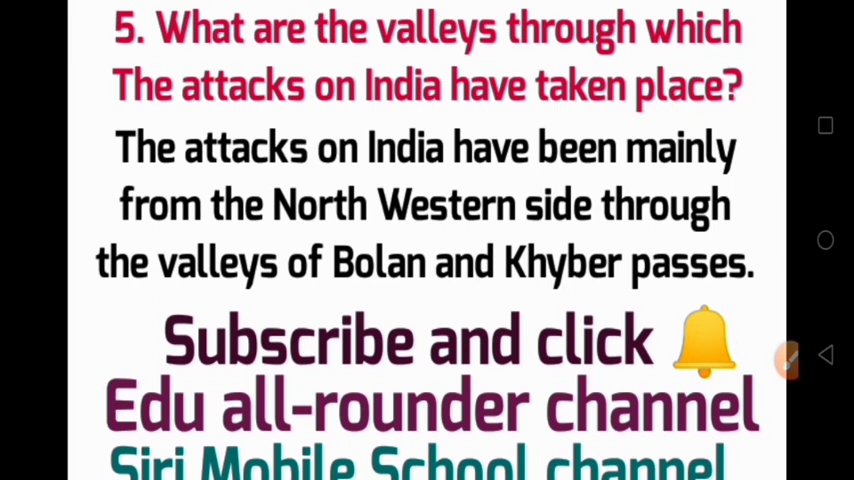 5. What are the valleys through which
The attacks on India have taken place?
The attacks on India have been mainly
from the North Western side through
the valleys of Bolan and Khyber passes.
Subscribe and click
Edu all-rounder channel
Siri Mobile School channel